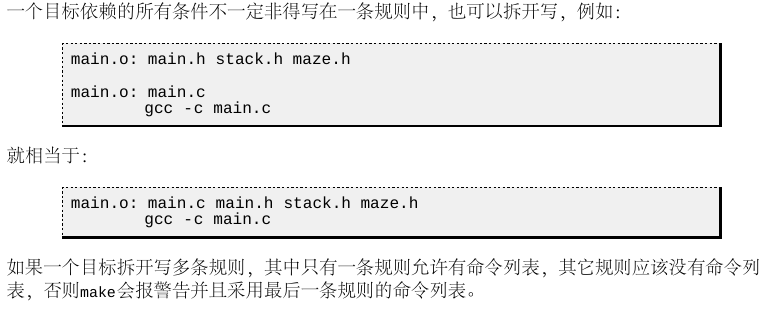 一个目标依赖的所有条件不一定非得写在一条规则中，也可以拆开写，例如：
main.o: main.h stack.h maze.h
main.o: main.c
gcc -c main.c
就相当于：
main.o: main.c main.h stack.h maze.h
gcc -c main.c
如果一个目标拆开写多条规则，其中只有一条规则允许有命令列表，其它规则应该没有命令列
表，否则make会报警告并且采用最后一条规则的命令列表。